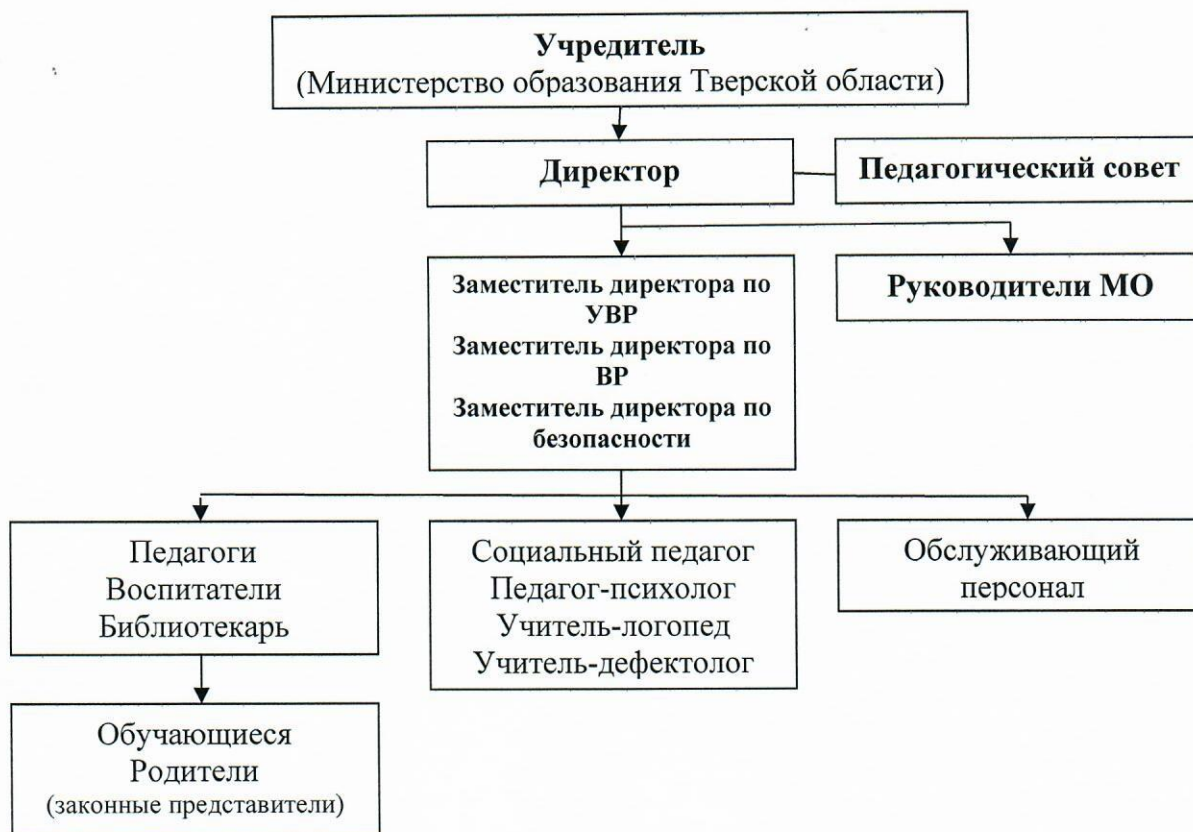 Учредитель
(Министерство образования Тверской области)
Директор
Педагогический совет
Заместитель директора по
УВР
Заместитель директора по
ВР
Заместитель директора по
безопасности
Руководители МО
Педагоги
Воспитатели
Библиотекарь
Социальный педагог
Педагог-психолог
Учитель-логопед
Учитель-дефектолог
Обслуживающий
персонал
Обучающиеся
Родители
(законные представители)